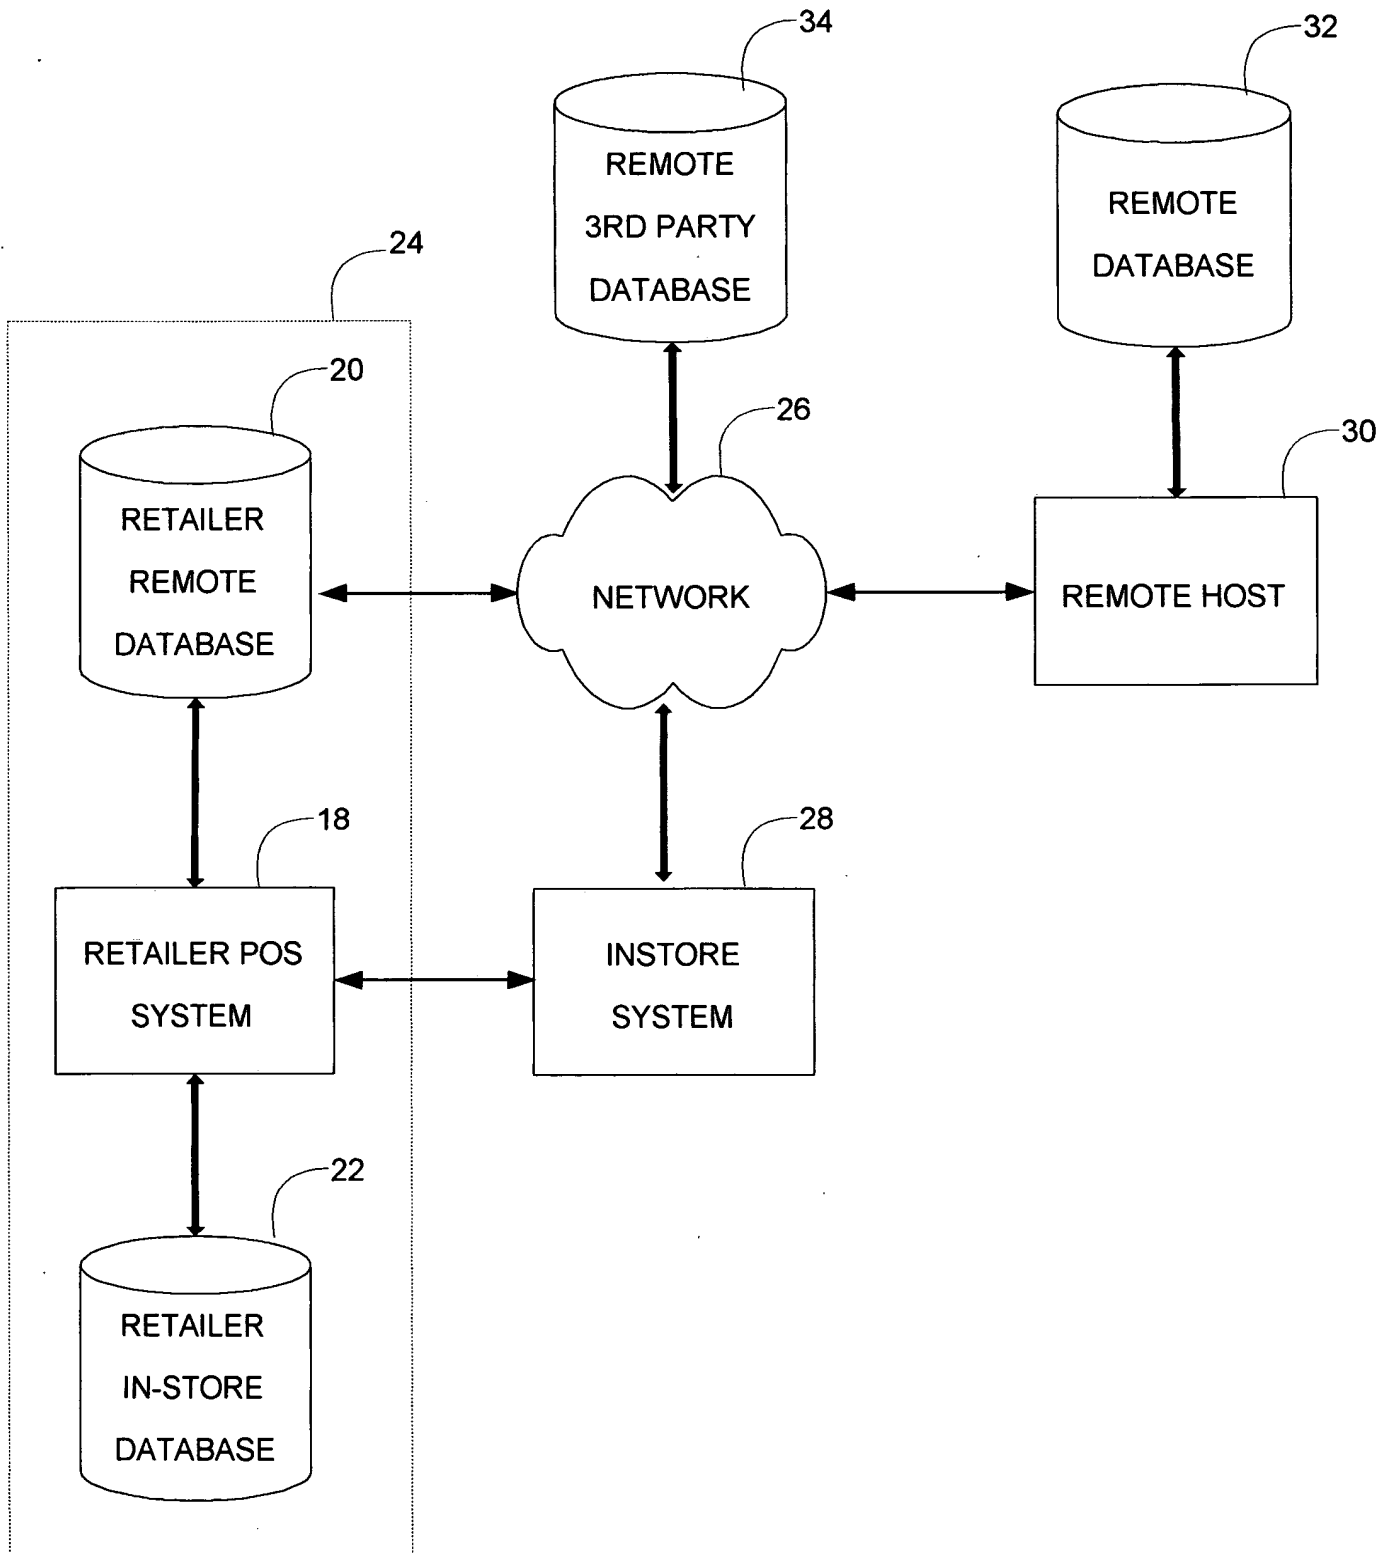 34
32
REMOTE
3RD PARTY
DATABASE
REMOTE
DATABASE
24
20
26
30
RETAILER
REMOTE
DATABASE
NETWORK
REMOTE HOST
18
28
RETAILER POS
SYSTEM
INSTORE
SYSTEM
22
RETAILER
IN-STORE
DATABASE